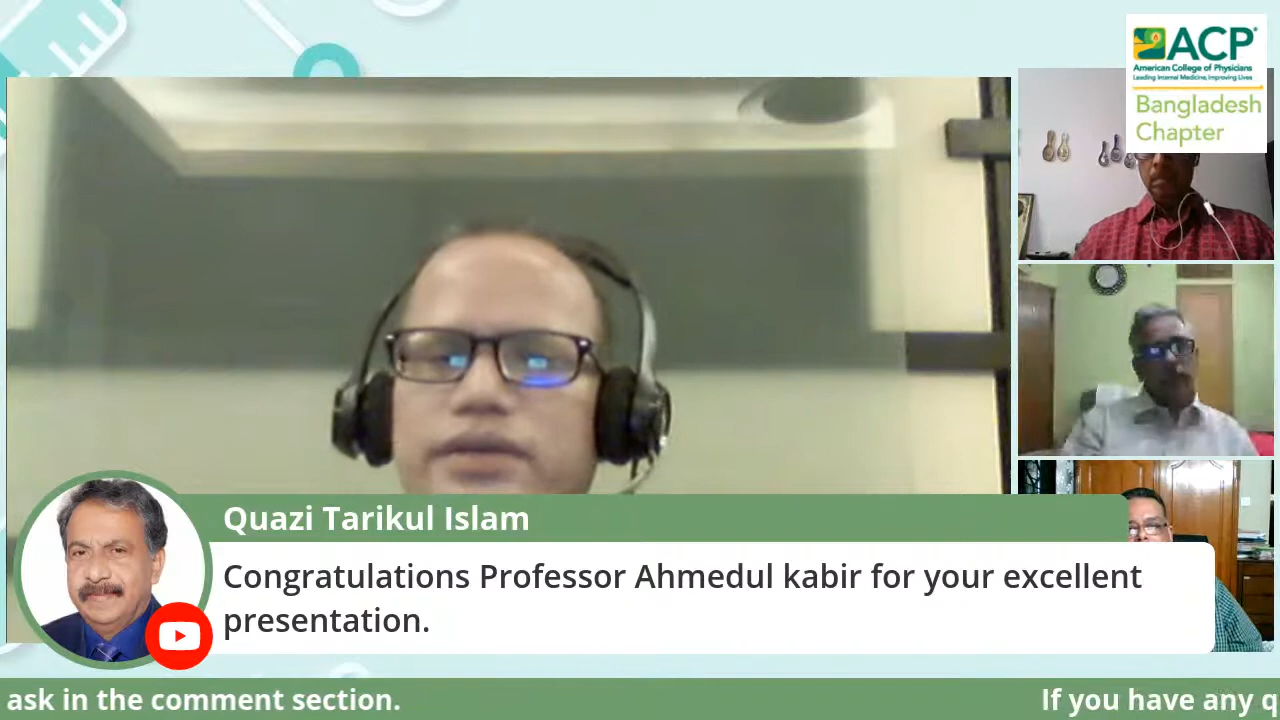 ACP
American College of Physicians
Leading Internal Medicine, Improving Lives
Bangladesh
Chapter
Quazi Tarikul Islam
Congratulations Professor Ahmedul kabir for your excellent
presentation.
ask in the comment section.
If you have any q